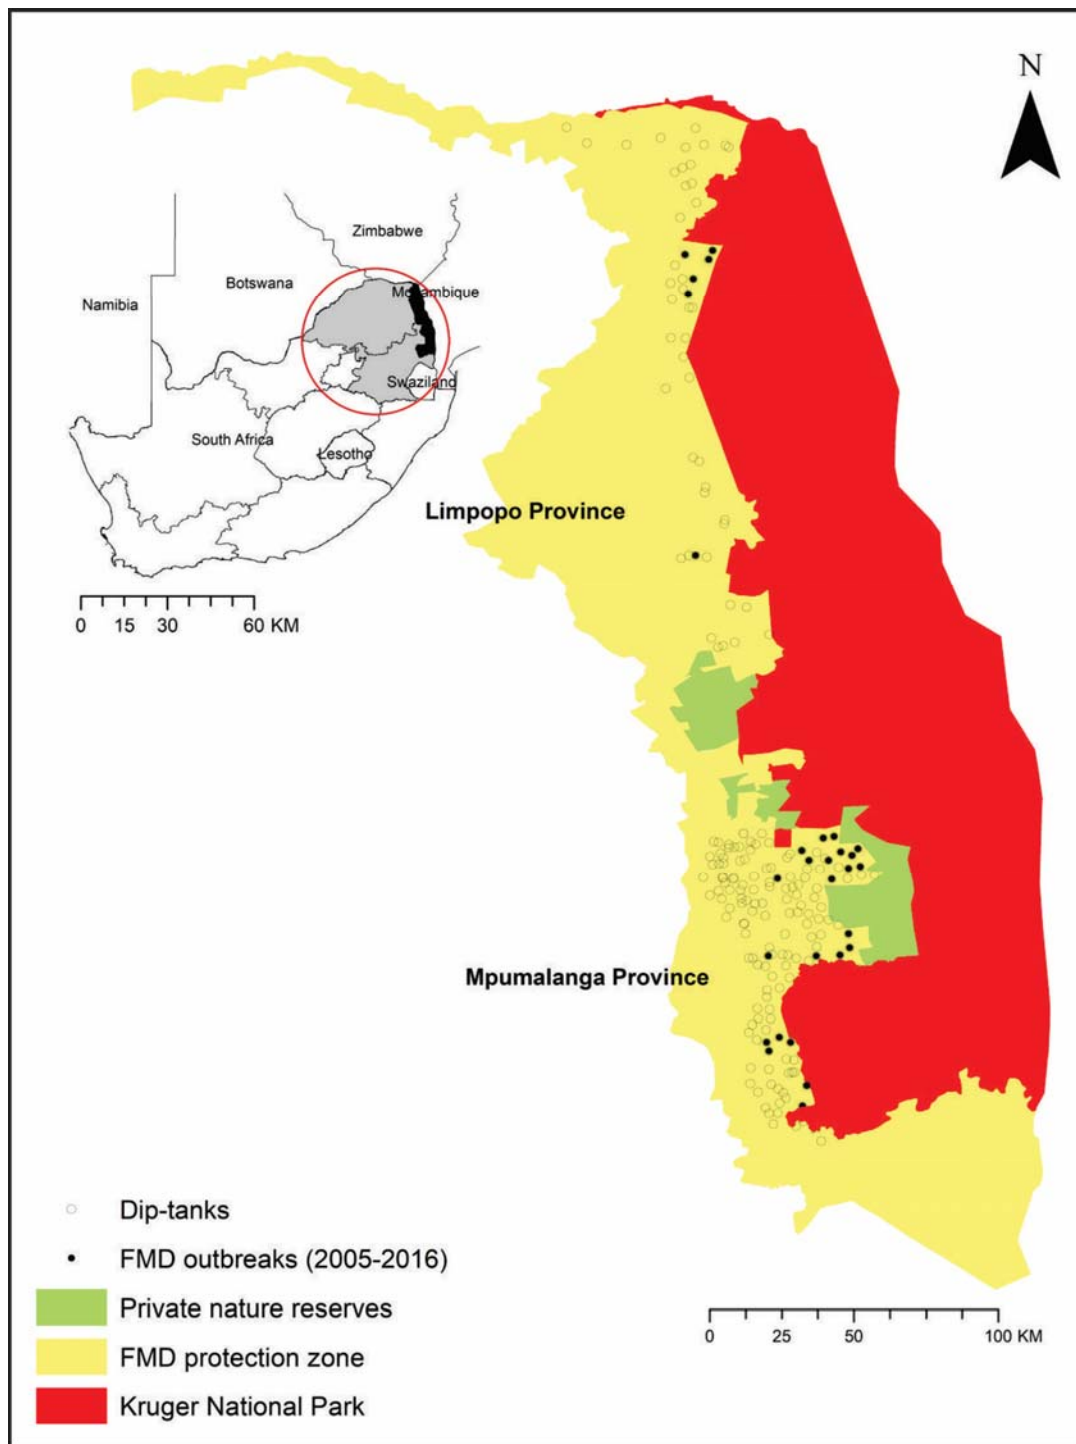 N
Zimbabwe
Botswana
Mozambique
Namibia
Swaziland
South Africa
Lesotho
Limpopo Province
0 15 30 60 KM
Mpumalanga Province
Dip-tanks
FMD outbreaks (2005-2016)
Private nature reserves
FMD protection zone
Kruger National Park
0 25 50 100 KM